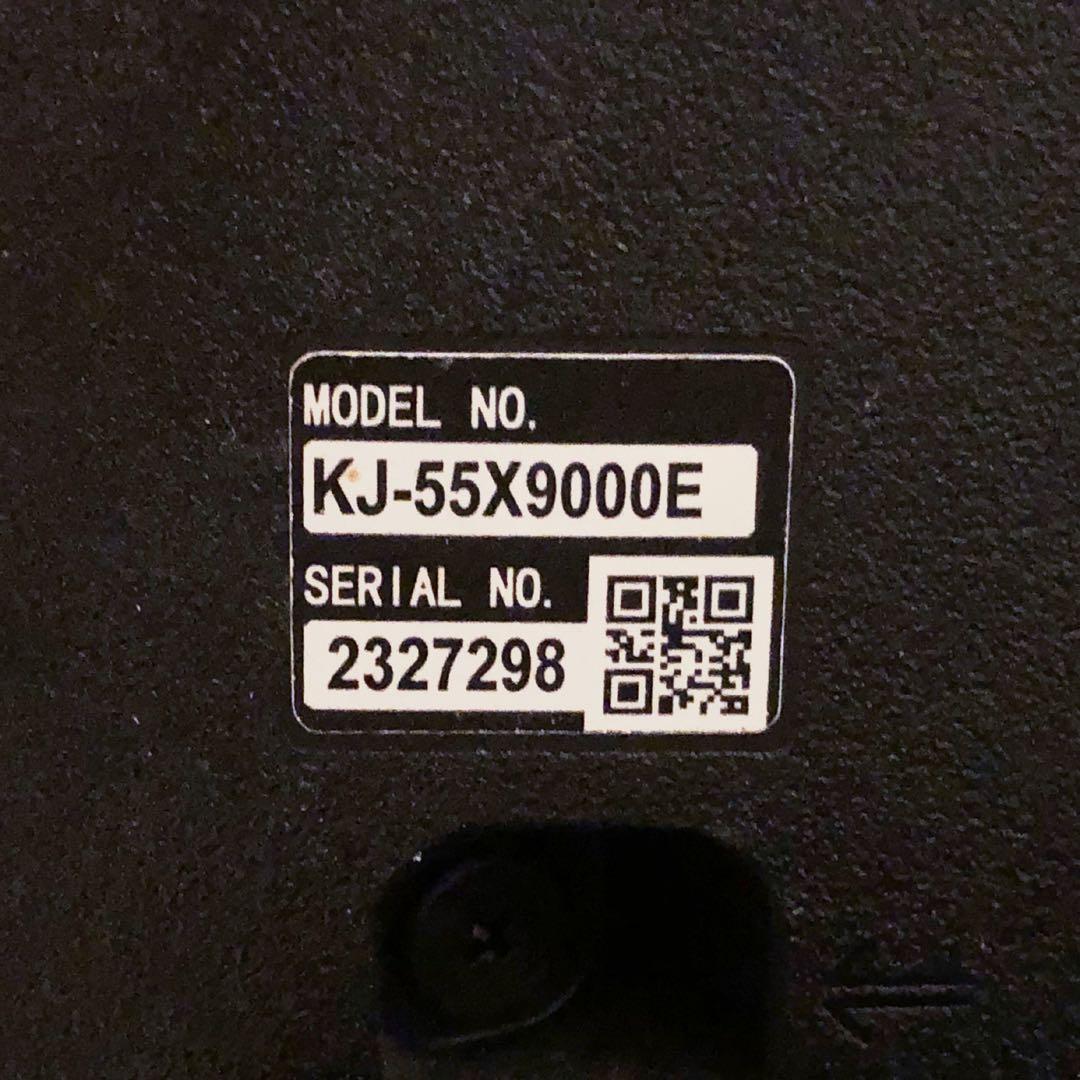 MODEL NO.
KJ-55X9000E
SERIAL NO.
2327298